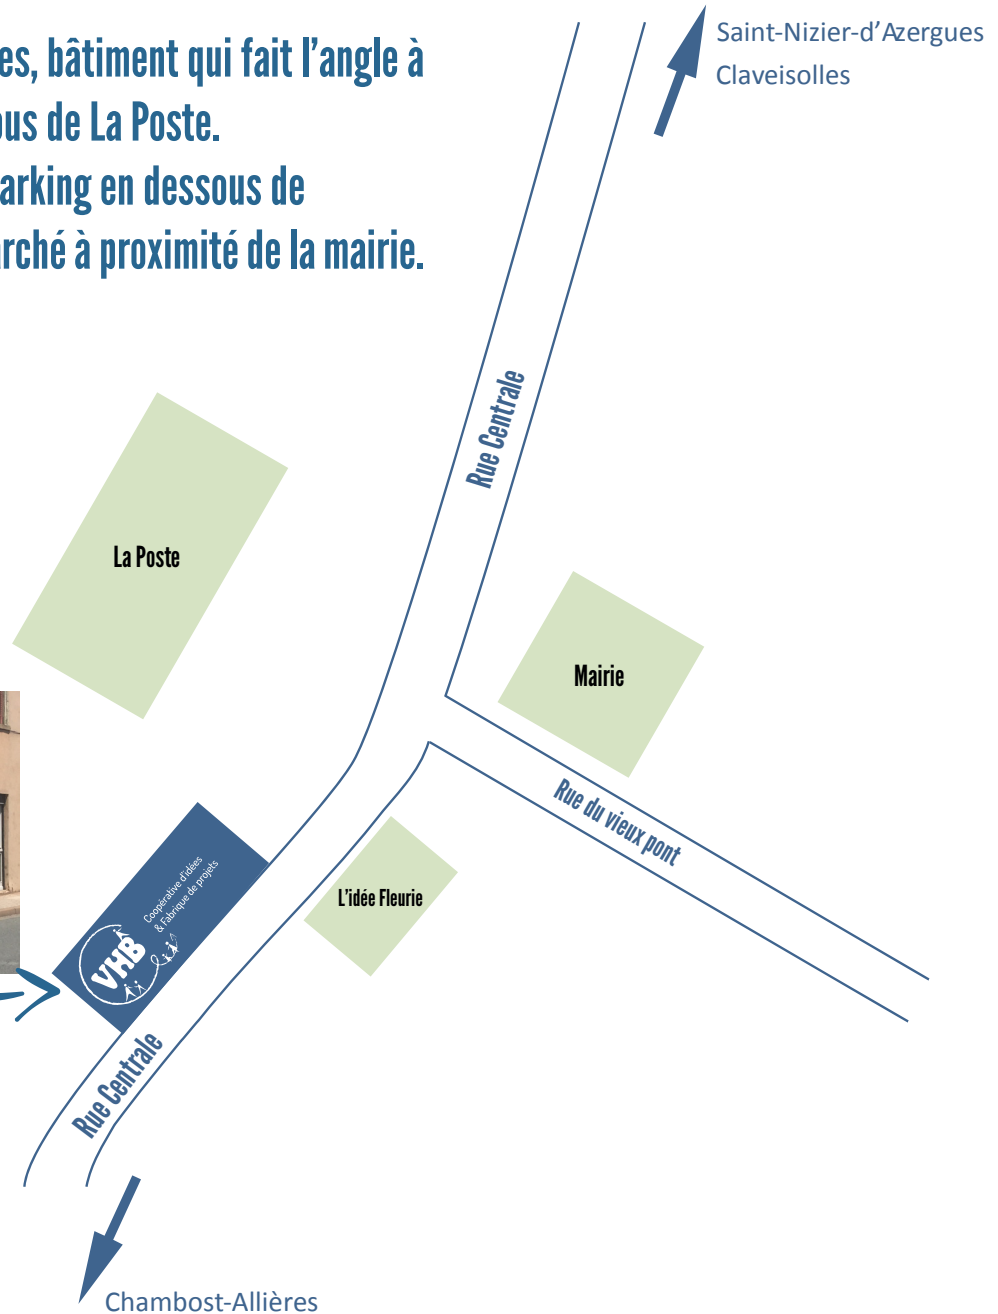 es, bâtiment qui fait l'angle à
ous de La Poste.
arking en dessous de
rché à proximité de la mairie.
Saint-Nizier-d'Azergues
Claveisolles
Rue Centrale
La Poste
Mairie
Rue du vieux pont
L'idée Fleurie
VHB
Coopérative d'idées
& Fabrique de projets
Rue Centrale
Chambost-Allières